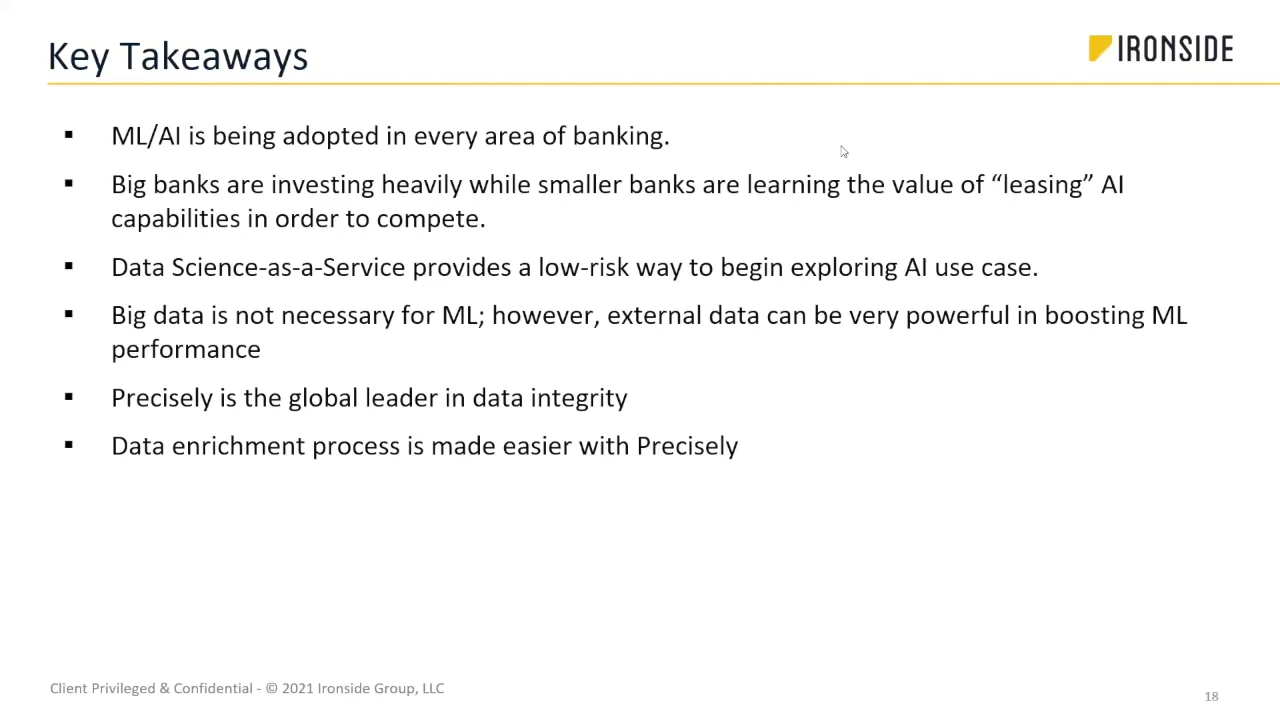 Key Takeaways
IRONSIDE
▪ ML/AI is being adopted in every area of banking.
▪ Big banks are investing heavily while smaller banks are learning the value of “leasing” AI
capabilities in order to compete.
▪ Data Science-as-a-Service provides a low-risk way to begin exploring AI use case.
▪ Big data is not necessary for ML; however, external data can be very powerful in boosting ML
performance
▪ Precisely is the global leader in data integrity
▪ Data enrichment process is made easier with Precisely
Client Privileged & Confidential - © 2021 Ironside Group, LLC
18